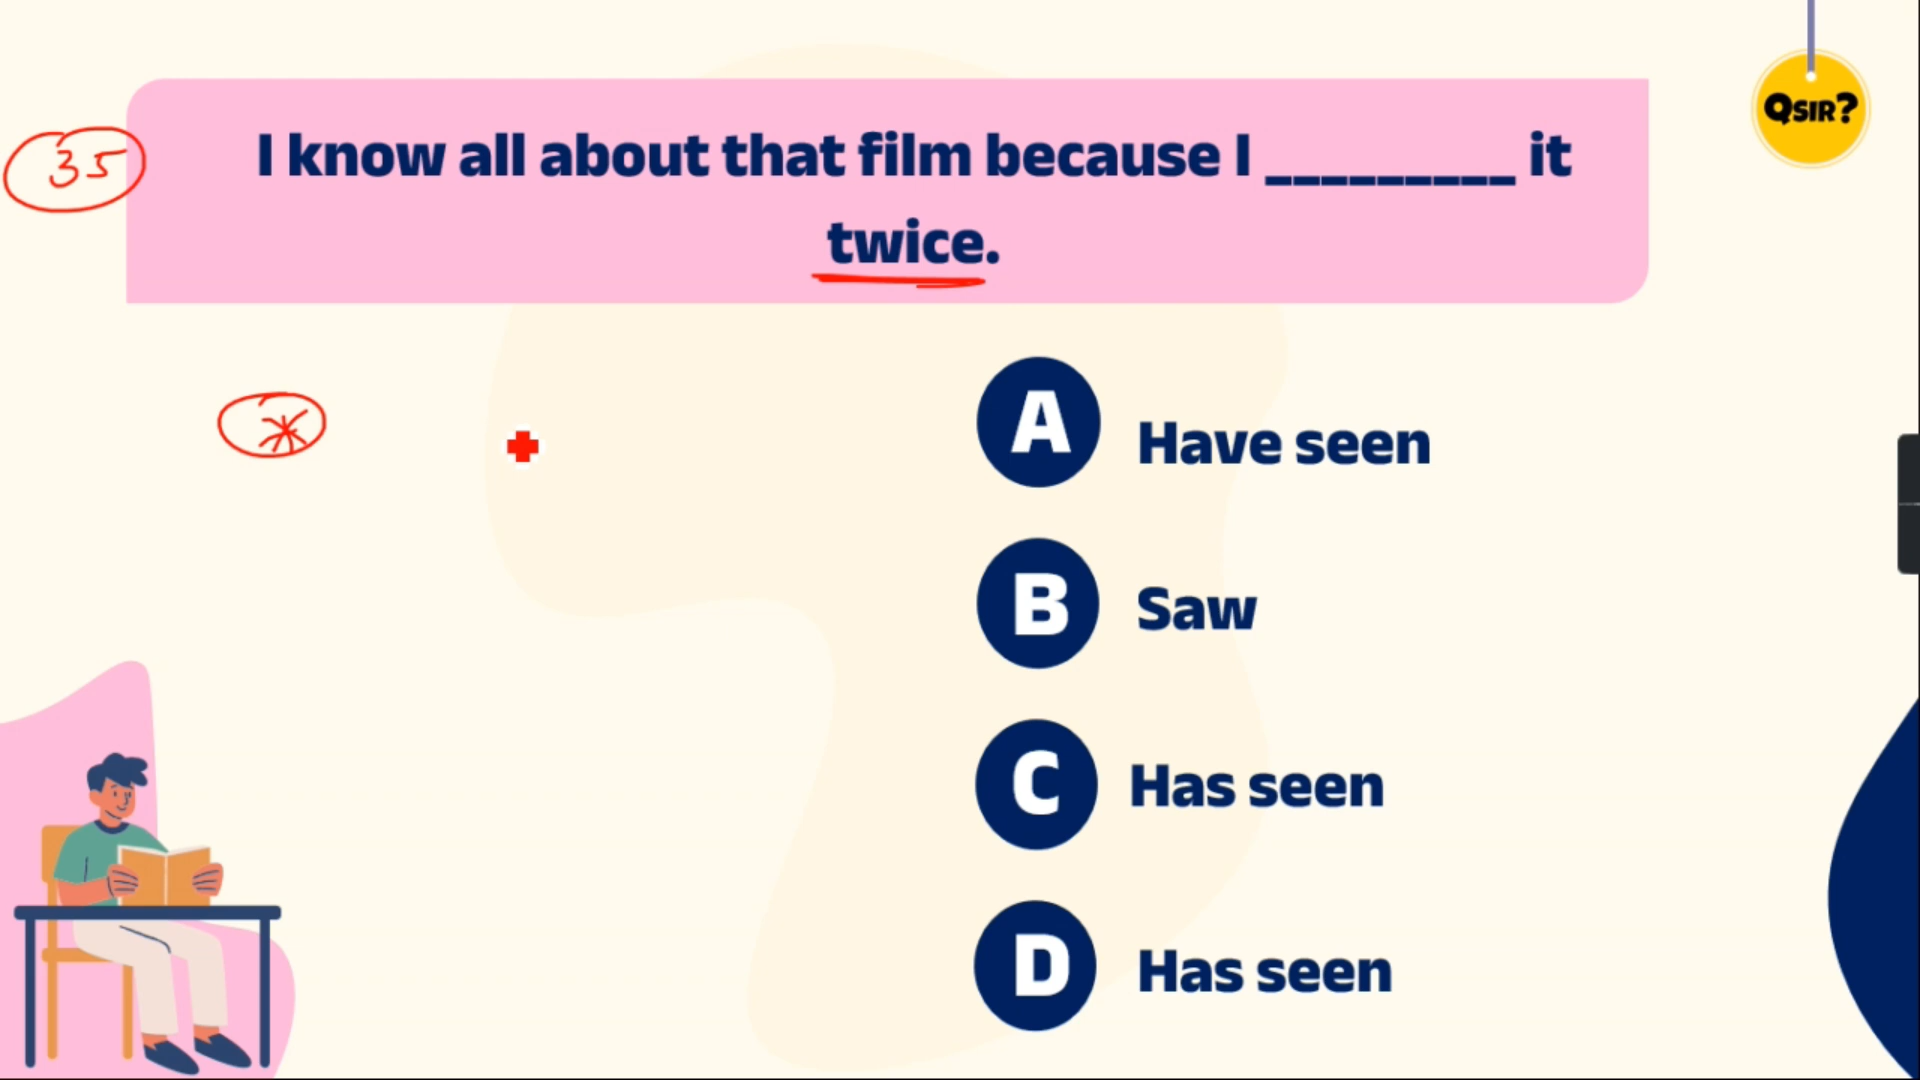 QSIR?
35
I know all about that film because I _________ it
twice.
A Have seen
B Saw
C Has seen
D Has seen